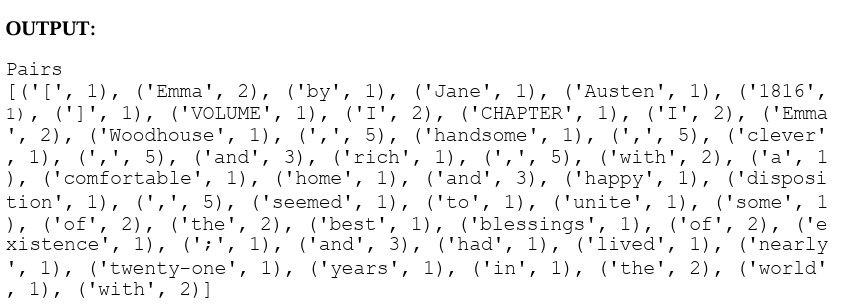 OUTPUT:
Pairs
[('[', 1), ('Emma', 2), ('by', 1), ('Jane', 1), ('Austen', 1), ('1816',
1), (']', 1), ('VOLUME', 1), ('I', 2), ('CHAPTER', 1), ('I', 2), ('Emma
', 2), ('Woodhouse', 1), (',', 5), ('handsome', 1), (',', 5), ('clever'
, 1), (',', 5), ('and', 3), ('rich', 1), (',', 5), ('with', 2), ('a', 1
), ('comfortable', 1), ('home', 1), ('and', 3), ('happy', 1), ('disposi
tion', 1), (',', 5), ('seemed', 1), ('to', 1), ('unite', 1), ('some', 1
), ('of', 2), ('the', 2), ('best', 1), ('blessings', 1), ('of', 2), ('e
xistence', 1), (';', 1), ('and', 3), ('had', 1), ('lived', 1), ('nearly
', 1), ('twenty-one', 1), ('years', 1), ('in', 1), ('the', 2), ('world'
, 1), ('with', 2)]